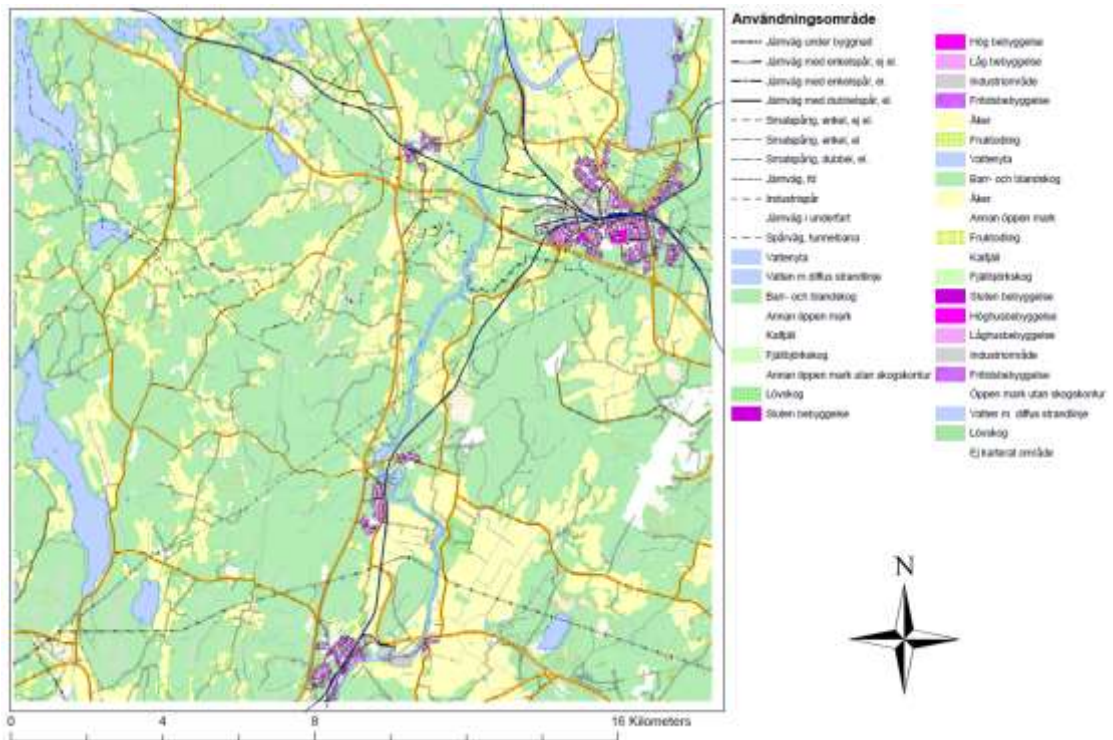 Användningsområde
Järnväg under byggnad
Järnväg med enkelspår, ej el.
Järnväg med enkelspår, el.
Järnväg med dubbelspår, el.
Smalspårig, enkel, ej el.
Smalspårig, enkel, el
Smalspårig, dubbel, el.
Järnväg, fd
Industrispår
Järnväg i underfart
Spårväg, tunnelbana
Vattenyta
Vatten m diffus strandlinje
Barr- och blandskog
Annan öppen mark
Kalfjäll
Fjällbjörkskog
Annan öppen mark utan skogskontur
Lövskog
Sluten bebyggelse
Hög bebyggelse
Låg bebyggelse
Industriområde
Fritidsbebyggelse
Åker
Fruktodling
Vattenyta
Barr- och blandskog
Åker
Annan öppen mark
Fruktodling
Kalfjäll
Fjällbjörkskog
Sluten bebyggelse
Höghusbebyggelse
Låghusbebyggelse
Industriområde
Fritidsbebyggelse
Öppen mark utan skogskontur
Vatten m. diffus strandlinje
Lövskog
Ej karterat område
N
0 4 8 16 Kilometers